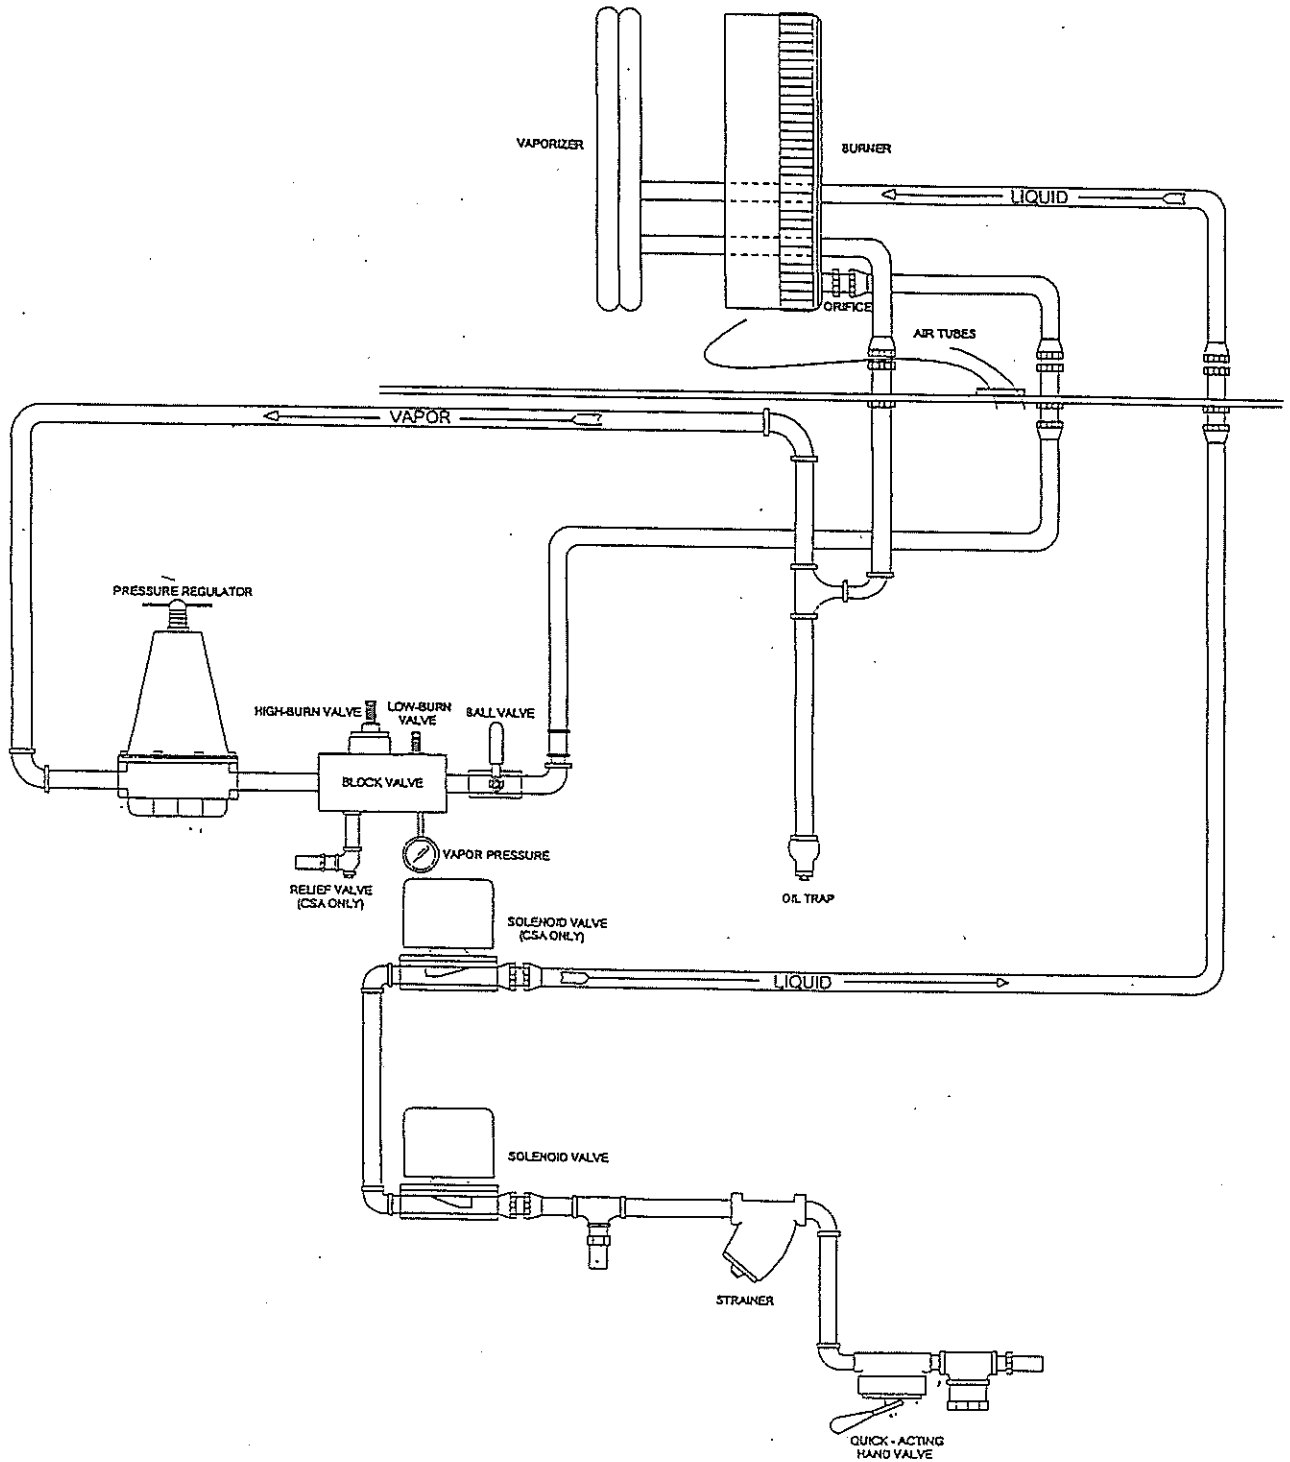 VAPORIZER
BURNER
LIQUID
ORIFICE
AIR TUBES
VAPOR
PRESSURE REGULATOR
HIGH-BURN VALVE
LOW-BURN
VALVE
BALL VALVE
BLOCK VALVE
VAPOR PRESSURE
RELIEF VALVE
(CSA ONLY)
OIL TRAP
SOLENOID VALVE
(CSA ONLY)
LIQUID
SOLENOID VALVE
STRAINER
QUICK - ACTING
HAND VALVE